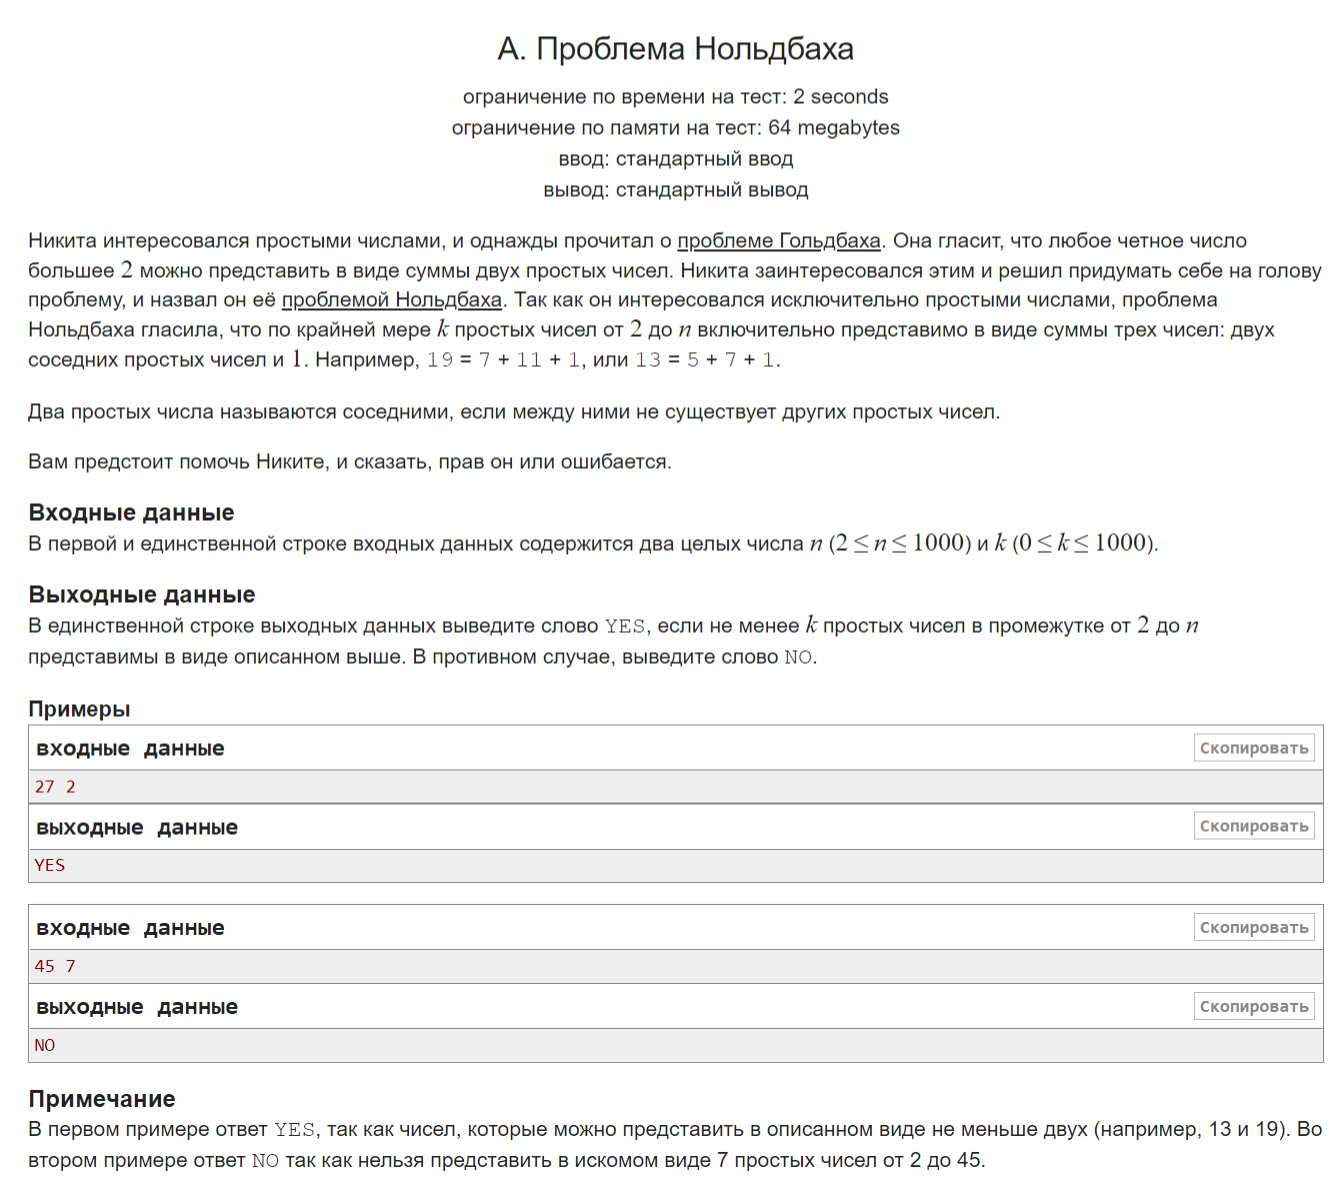 A. Проблема Нольдбаха
ограничение по времени на тест: 2 seconds
ограничение по памяти на тест: 64 megabytes
ввод: стандартный ввод
вывод: стандартный вывод
Никита интересовался простыми числами, и однажды прочитал о проблеме Гольдбаха. Она гласит, что любое четное число
большее 2 можно представить в виде суммы двух простых чисел. Никита заинтересовался этим и решил придумать себе на голову
проблему, и назвал он её проблемой Нольдбаха. Так как он интересовался исключительно простыми числами, проблема
Нольдбаха гласила, что по крайней мере k простых чисел от 2 до n включительно представимо в виде суммы трех чисел: двух
соседних простых чисел и 1. Например, 19 = 7 + 11 + 1, или 13 = 5 + 7 + 1.
Два простых числа называются соседними, если между ними не существует других простых чисел.
Вам предстоит помочь Никите, и сказать, прав он или ошибается.
Входные данные
В первой и единственной строке входных данных содержится два целых числа n (2 ≤ n ≤ 1000) и k (0 ≤ k ≤ 1000).
Выходные данные
В единственной строке выходных данных выведите слово YES, если не менее k простых чисел в промежутке от 2 до n
представимы в виде описанном выше. В противном случае, выведите слово NO.
Примеры
входные данные
Скопировать
27 2
выходные данные
Скопировать
YES
входные данные
Скопировать
45 7
выходные данные
Скопировать
NO
Примечание
В первом примере ответ YES, так как чисел, которые можно представить в описанном виде не меньше двух (например, 13 и 19). Во
втором примере ответ NO так как нельзя представить в искомом виде 7 простых чисел от 2 до 45.